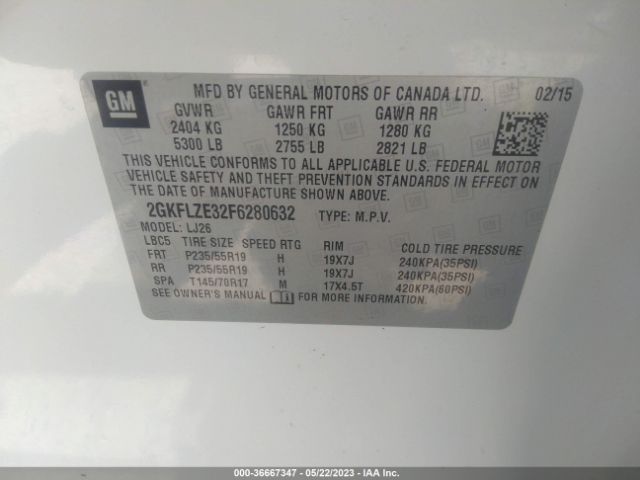 GM
MFD BY GENERAL MOTORS OF CANADA LTD. 02/15
GVWR GAWR FRT GAWR RR
2404 KG 1250 KG 1280 KG
5300 LB 2755 LB 2821 LB
THIS VEHICLE CONFORMS TO ALL APPLICABLE U.S. FEDERAL MOTOR
VEHICLE SAFETY AND THEFT PREVENTION STANDARDS IN EFFECT ON
THE DATE OF MANUFACTURE SHOWN ABOVE.
2GKFLZE32F6280632 TYPE: M.P.V.
MODEL: LJ26
LBC5 TIRE SIZE SPEED RTG RIM COLD TIRE PRESSURE
FRT P235/55R19 H 19X7J 240KPA(35PSI)
RR P235/55R19 H 19X7J 240KPA(35PSI)
SPA T145/70R17 M 17X4.5T 420KPA(60PSI)
SEE OWNER'S MANUAL FOR MORE INFORMATION.
000-36667347 - 05/22/2023 - IAA Inc.